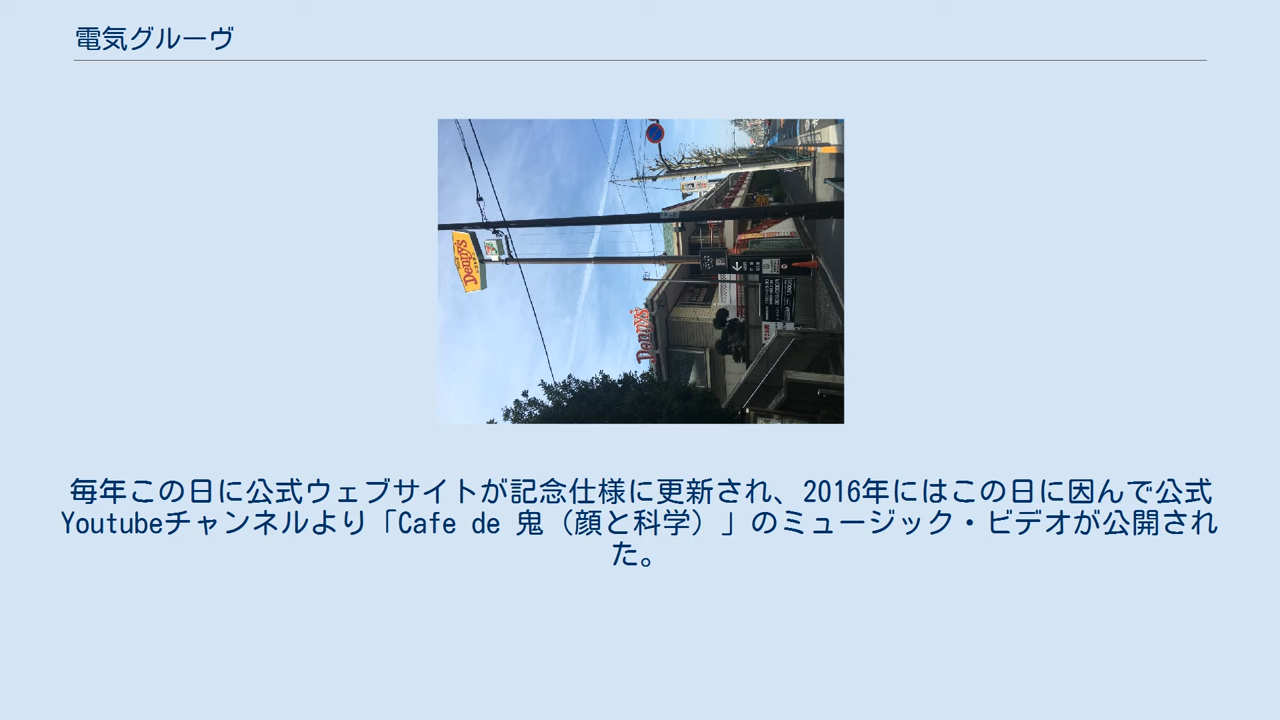 電気グルーヴ
Denny's
Denny's
毎年この日に公式ウェブサイトが記念仕様に更新され、2016年にはこの日に因んで公式
Youtubeチャンネルより「Cafe de 鬼（顔と科学）」のミュージック・ビデオが公開され
た。